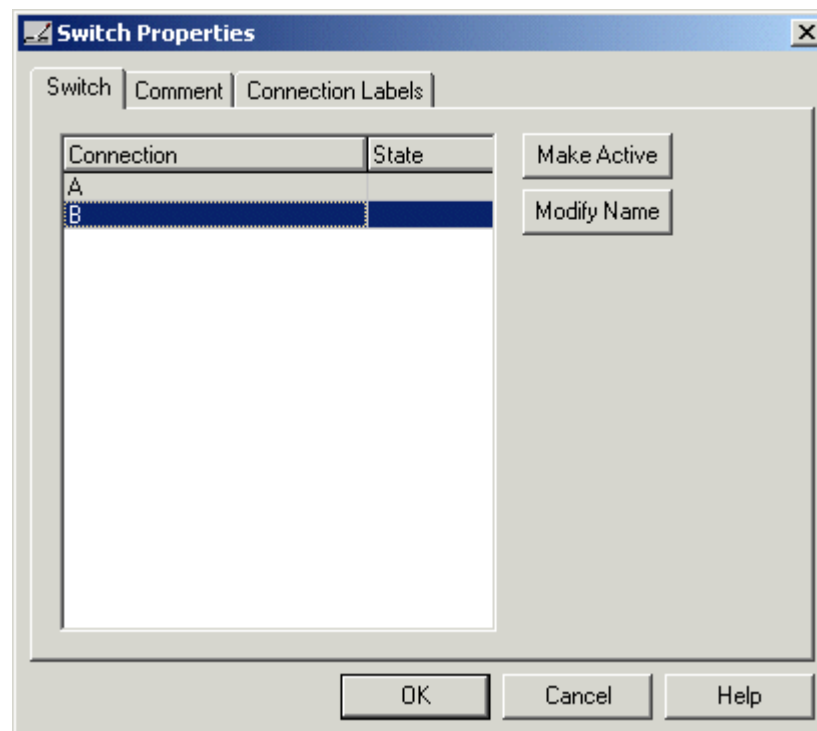 Switch Properties
Switch Comment Connection Labels
Connection State Make Active
A
B Modify Name
OK Cancel Help